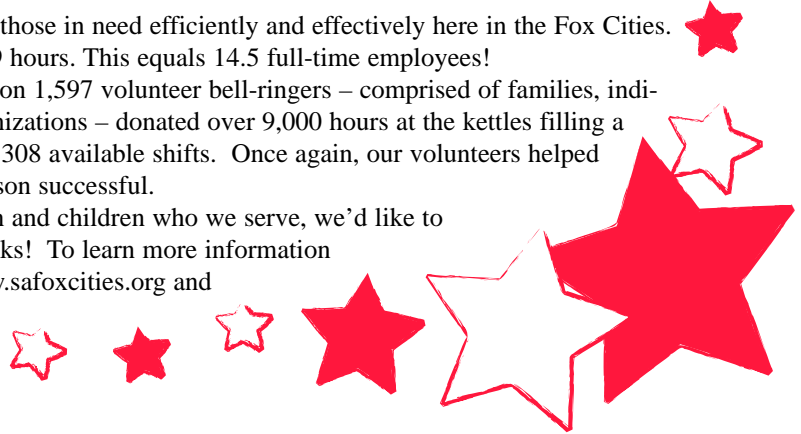 those in need efficiently and effectively here in the Fox Cities.
9 hours. This equals 14.5 full-time employees!
on 1,597 volunteer bell-ringers – comprised of families, indi-
nizations – donated over 9,000 hours at the kettles filling a
308 available shifts. Once again, our volunteers helped
son successful.
and children who we serve, we’d like to
ks! To learn more information
.safoxcities.org and